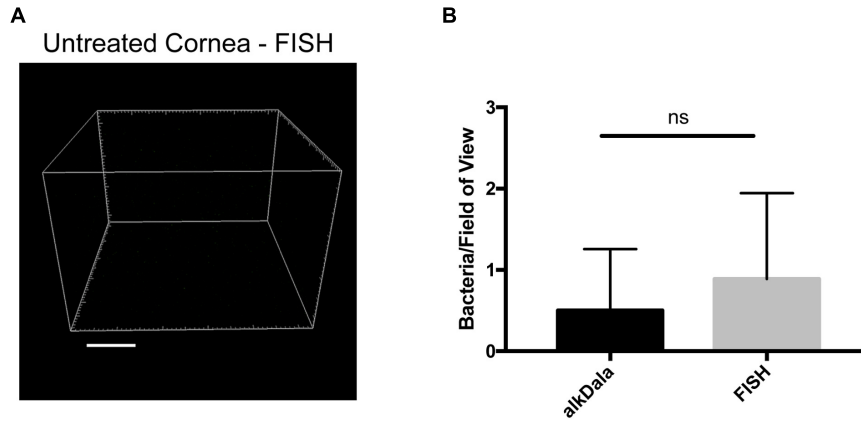 A
Untreated Cornea - FISH
B
Bacteria/Field of View
3
2
1
0
ns
alkDala
FISH